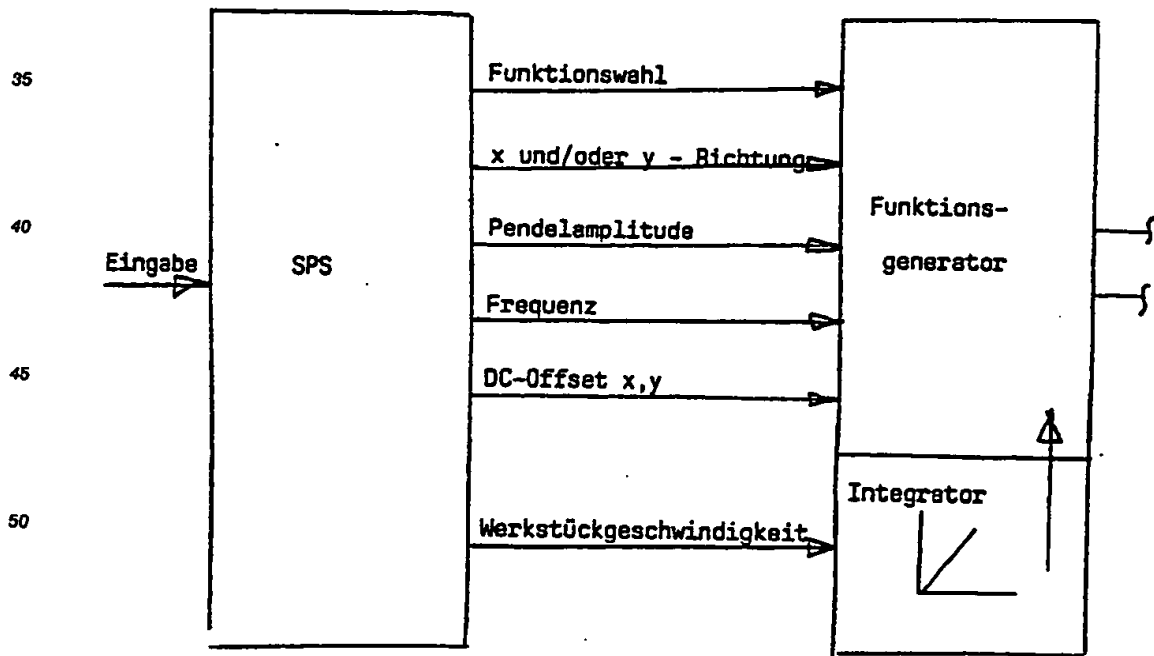 35
Funktionswahl
x und/oder y - Richtung
40
Pendelamplitude
Funktions-
generator
Eingabe
SPS
Frequenz
45
DC-Offset x,y
Integrator
50
Werkstückgeschwindigkeit